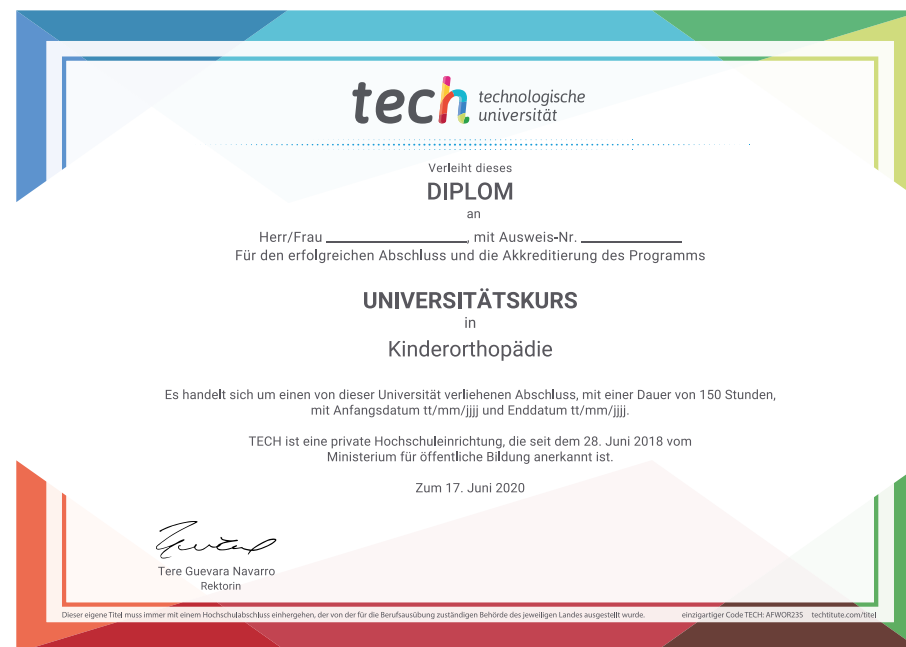 tech technologische
universität
Verleiht dieses
DIPLOM
an
Herr/Frau ____________________, mit Ausweis-Nr. ______________
Für den erfolgreichen Abschluss und die Akkreditierung des Programms
UNIVERSITÄTSKURS
in
Kinderorthopädie
Es handelt sich um einen von dieser Universität verliehenen Abschluss, mit einer Dauer von 150 Stunden,
mit Anfangsdatum tt/mm/jjjj und Enddatum tt/mm/jjjj.
TECH ist eine private Hochschuleinrichtung, die seit dem 28. Juni 2018 vom
Ministerium für öffentliche Bildung anerkannt ist.
Zum 17. Juni 2020
Tere Guevara Navarro
Rektorin
Dieser eigene Titel muss immer mit einem Hochschulabschluss einhergehen, der von der für die Berufsausübung zuständigen Behörde des jeweiligen Landes ausgestellt wurde. einzigartiger Code TECH: AFWOR235 techtitute.com/titel